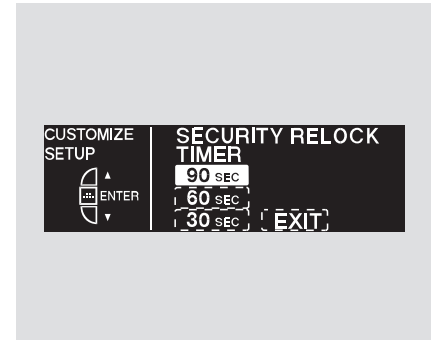 CUSTOMIZE
SETUP
▲
ENTER
▼
SECURITY RELOCK
TIMER
90 SEC
60 SEC
30 SEC EXIT